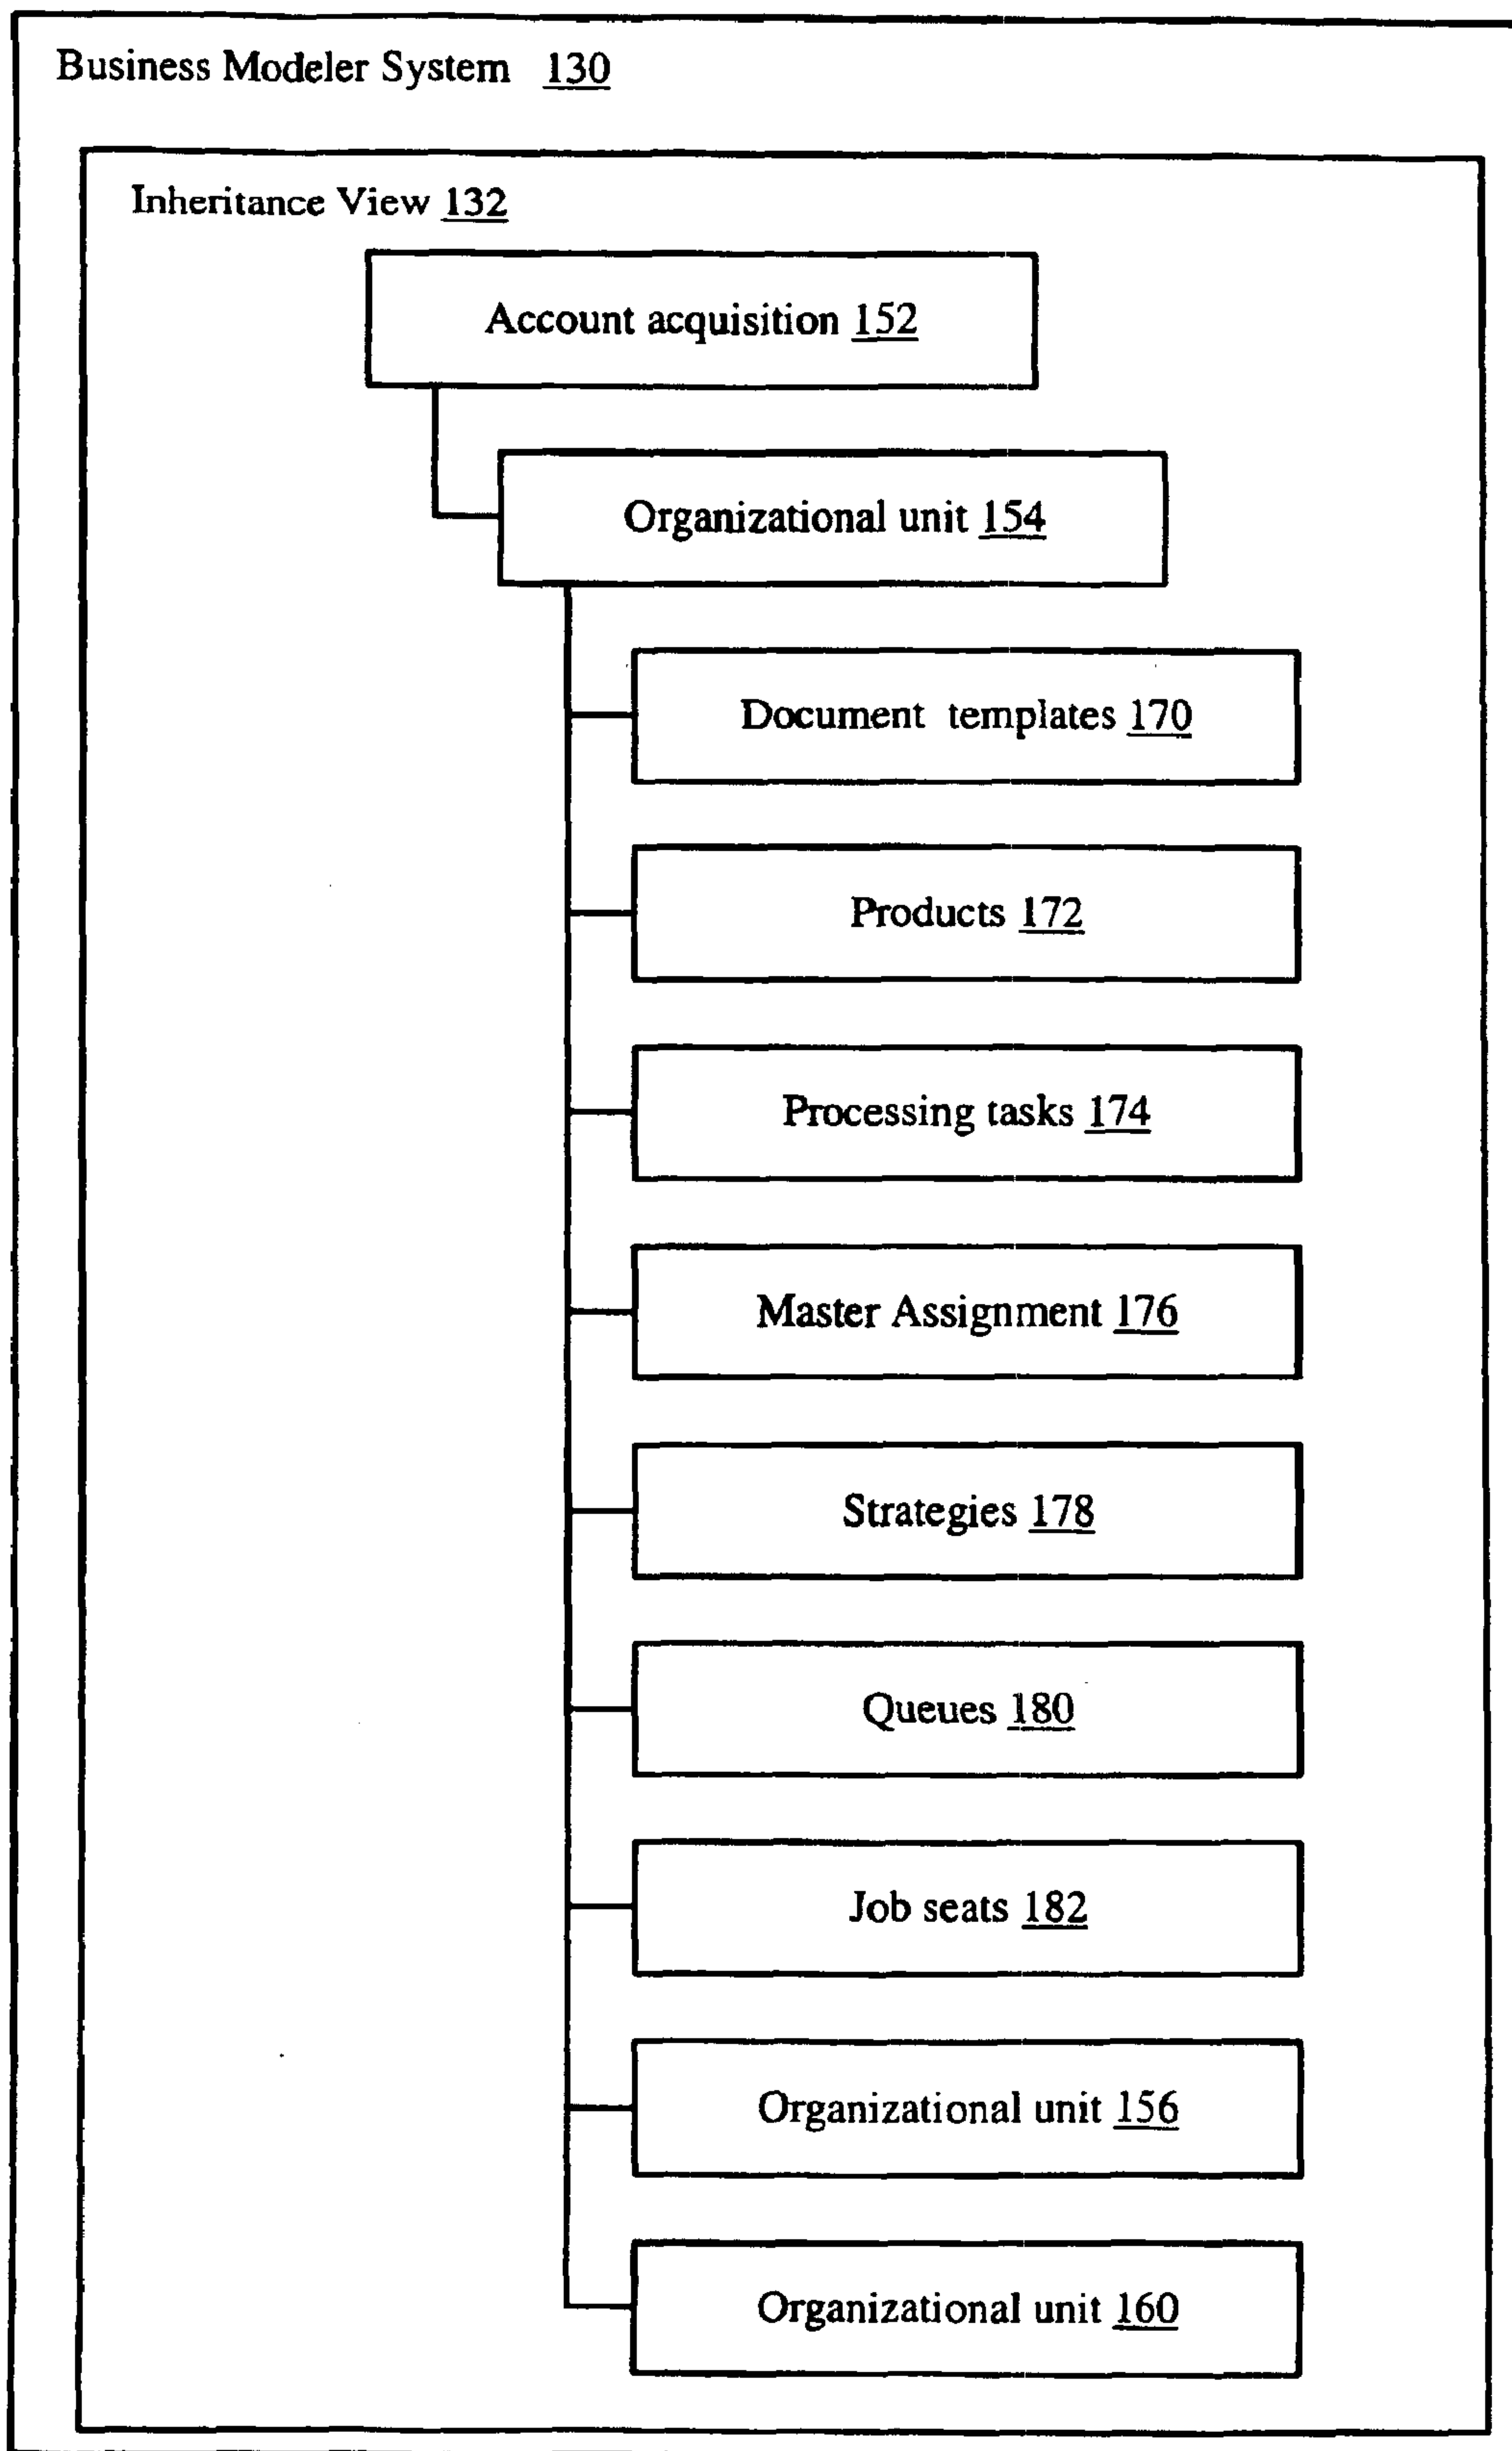 Business Modeler System 130
Inheritance View 132
Account acquisition 152
Organizational unit 154
Document templates 170
Products 172
Processing tasks 174
Master Assignment 176
Strategies 178
Queues 180
Job seats 182
Organizational unit 156
Organizational unit 160